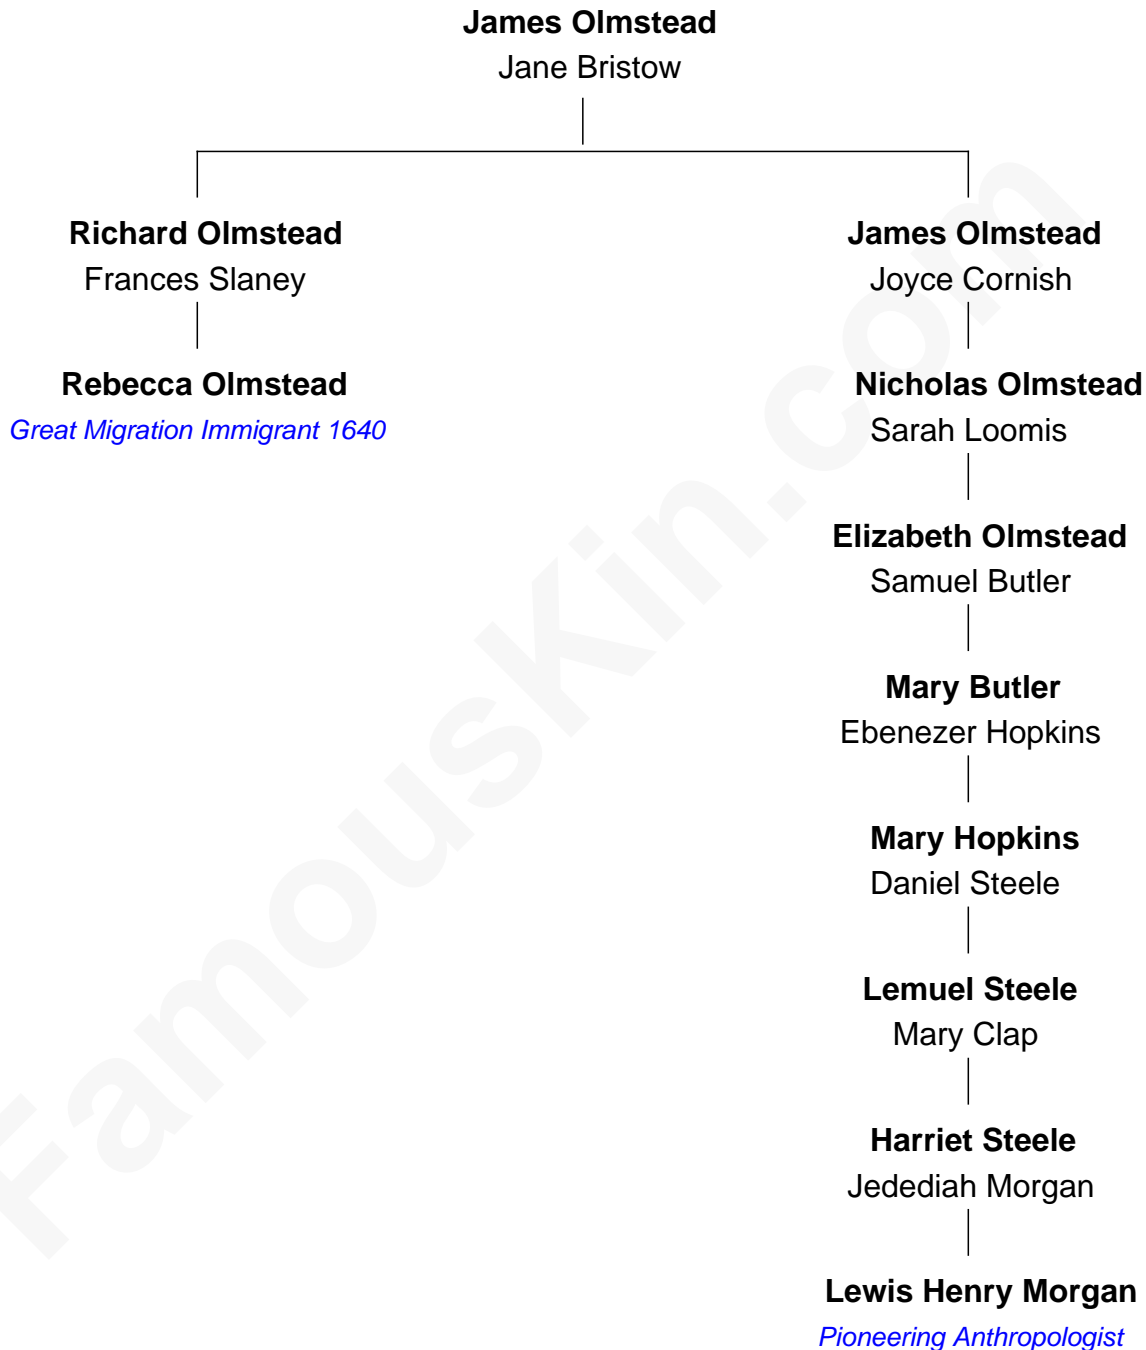 James Olmstead
Jane Bristow
Richard Olmstead
Frances Slaney
James Olmstead
Joyce Cornish
Rebecca Olmstead
Great Migration Immigrant 1640
Nicholas Olmstead
Sarah Loomis
Elizabeth Olmstead
Samuel Butler
Mary Butler
Ebenezer Hopkins
Mary Hopkins
Daniel Steele
Lemuel Steele
Mary Clap
Harriet Steele
Jedediah Morgan
Lewis Henry Morgan
Pioneering Anthropologist
FamousKin.com